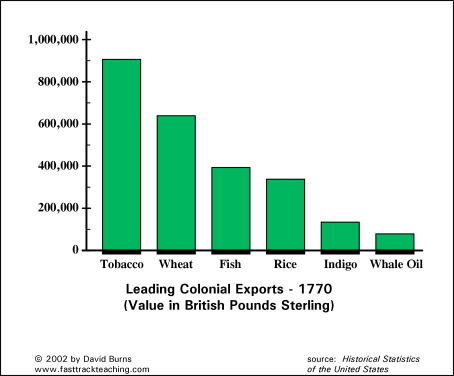 1,000,000
800,000
600,000
400,000
200,000
0
Tobacco Wheat Fish Rice Indigo Whale Oil
Leading Colonial Exports - 1770
(Value in British Pounds Sterling)
© 2002 by David Burns
www.fasttrackteaching.com
source: Historical Statistics
of the United States